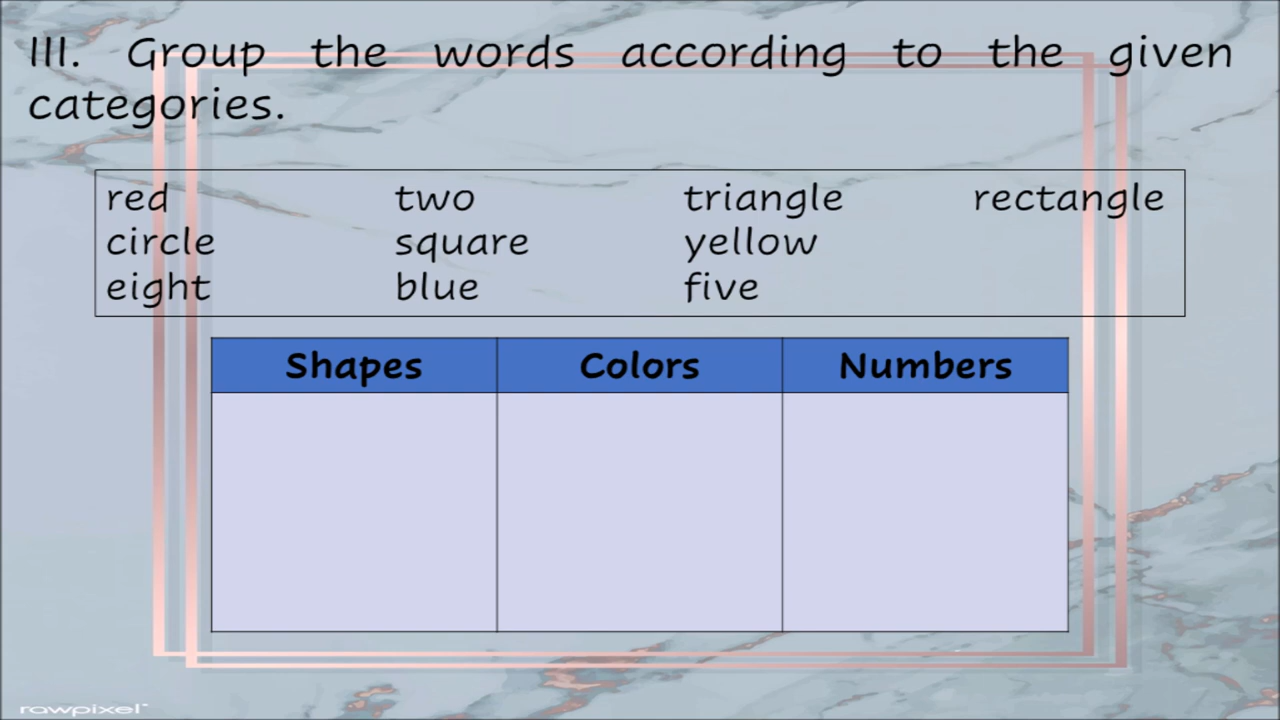 III. Group the words according to the given
categories.
red two triangle rectangle
circle square yellow
eight blue five
Shapes Colors Numbers
rawpixel